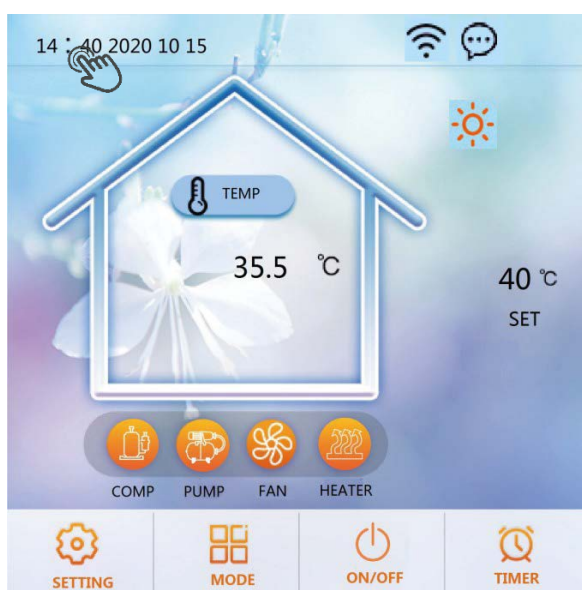 14：40 2020 10 15
TEMP
35.5 ℃
40 ℃
SET
COMP PUMP FAN HEATER
SETTING MODE ON/OFF TIMER